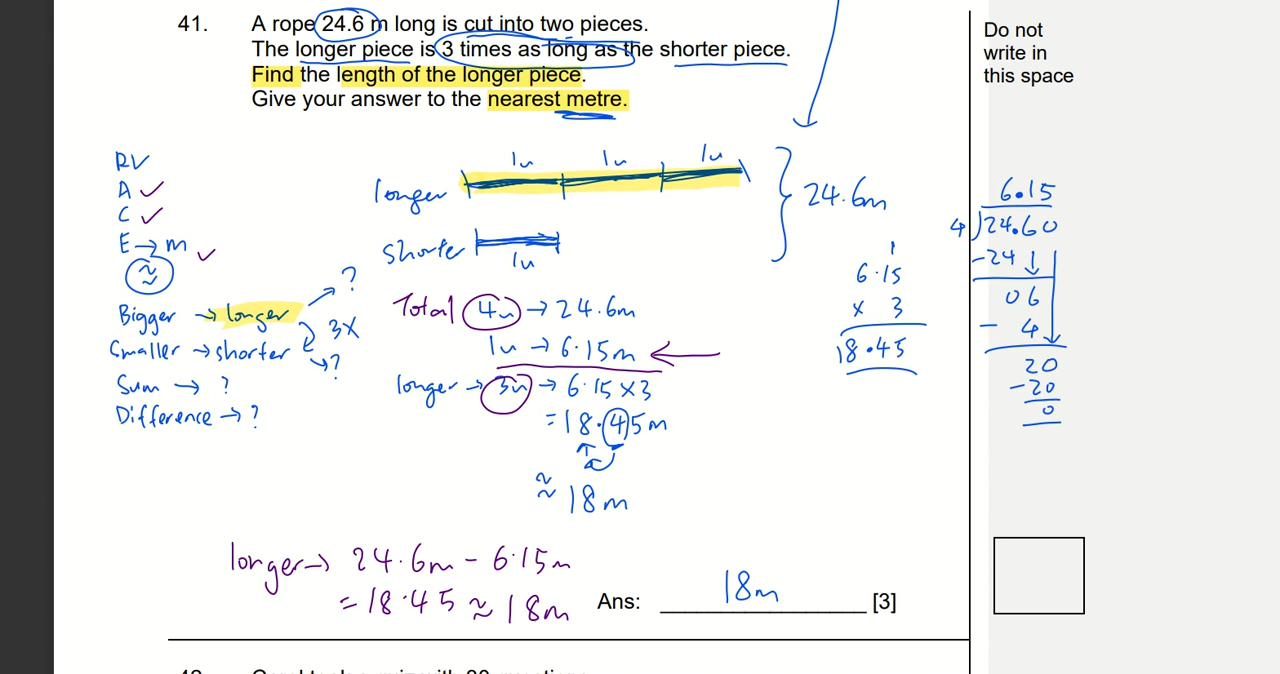 41. A rope 24.6 m long is cut into two pieces.
The longer piece is 3 times as long as the shorter piece.
Find the length of the longer piece.
Give your answer to the nearest metre.
Do not
write in
this space
RV
A ✓
C ✓
E → m ✓
≈
Bigger → longer → ?
3X
Smaller → shorter → ?
Sum → ?
Difference → ?
1u 1u 1u
longer
24.6m
shorter
1u
Total 4u → 24.6m
1u → 6.15m
longer → 3u → 6.15 X 3
= 18.45m
≈ 18m
1
6.15
x 3
18.45
6.15
4)24.60
-24
06
- 4
20
-20
0
longer → 24.6m - 6.15m
= 18.45 ≈ 18m
Ans: 18m [3]